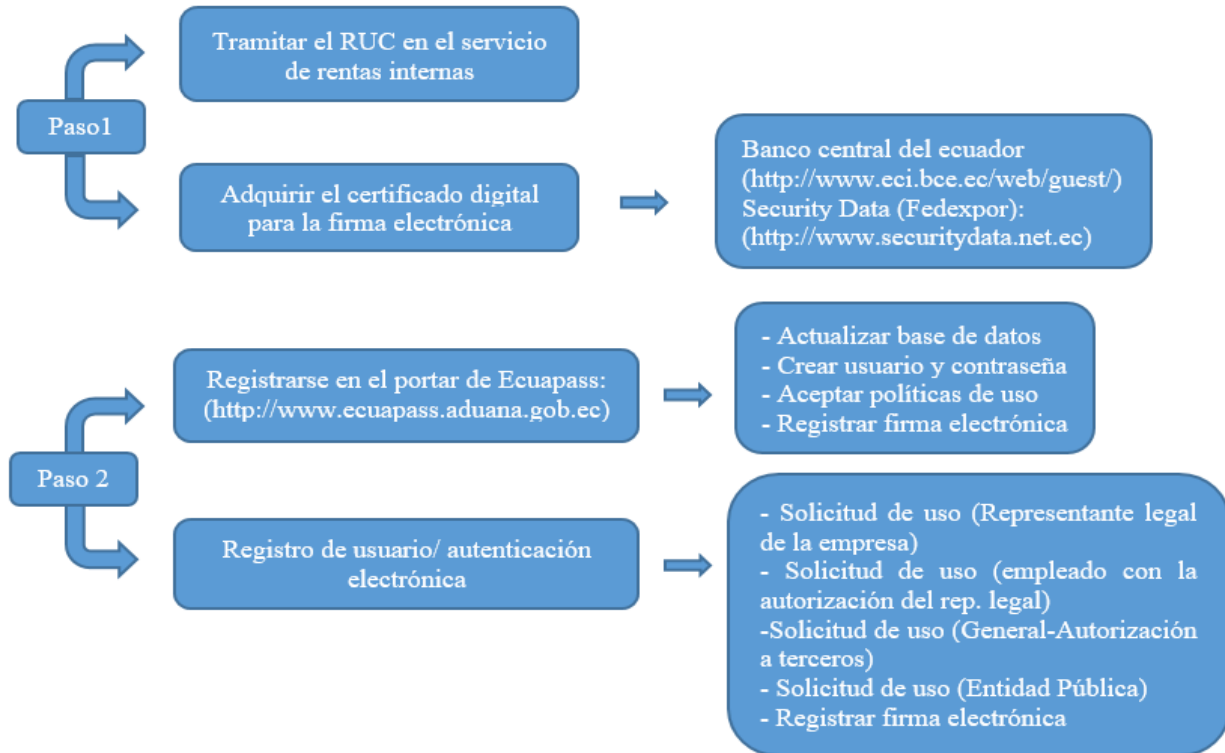 Paso1
Tramitar el RUC en el servicio
de rentas internas
Adquirir el certificado digital
para la firma electrónica
Banco central del ecuador
(http://www.eci.bce.ec/web/guest/)
Security Data (Fedexpor):
(http://www.securitydata.net.ec)
Paso 2
Registrarse en el portar de Ecuapass:
(http://www.ecuapass.aduana.gob.ec)
- Actualizar base de datos
- Crear usuario y contraseña
- Aceptar políticas de uso
- Registrar firma electrónica
Registro de usuario/ autenticación
electrónica
- Solicitud de uso (Representante legal
de la empresa)
- Solicitud de uso (empleado con la
autorización del rep. legal)
-Solicitud de uso (General-Autorización
a terceros)
- Solicitud de uso (Entidad Pública)
- Registrar firma electrónica